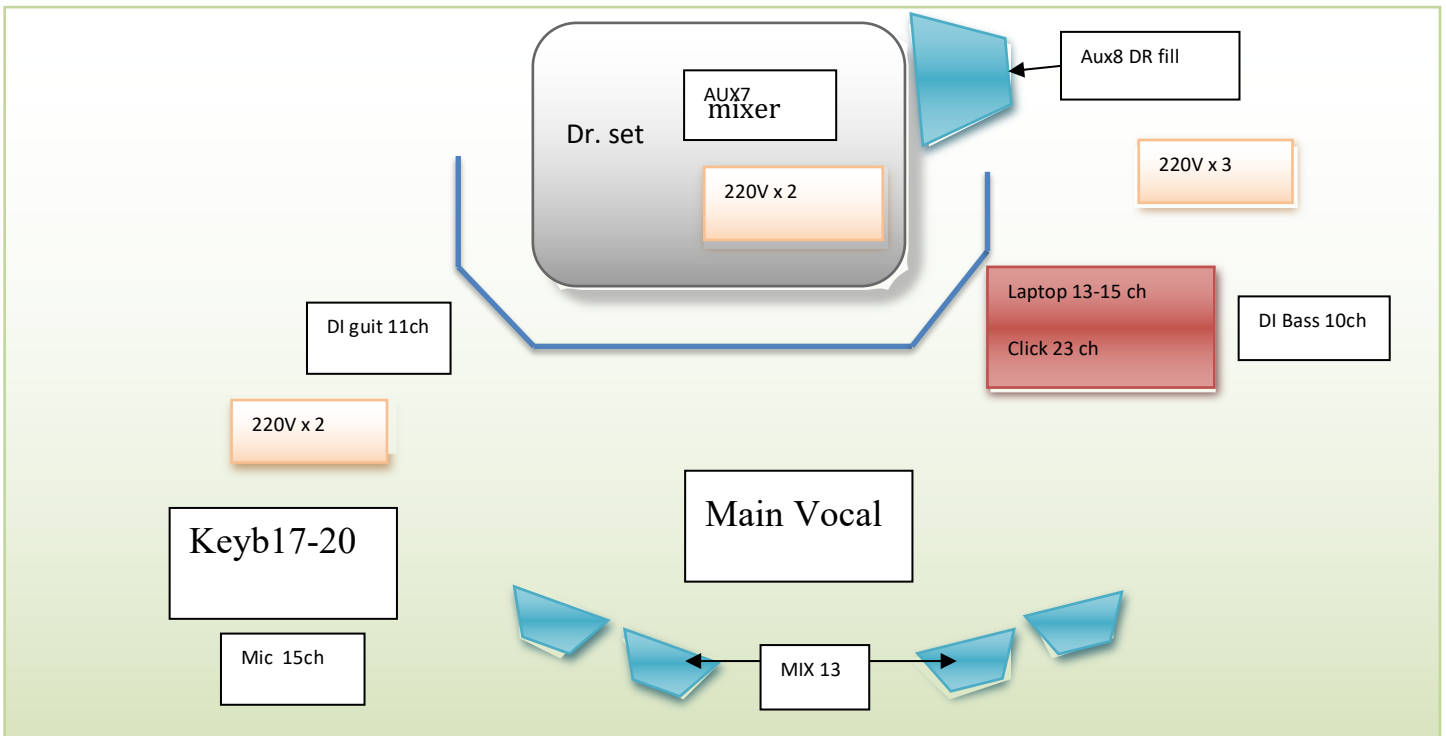 Aux8 DR fill
AUX7
mixer
Dr. set
220V x 3
220V x 2
Laptop 13-15 ch
Click 23 ch
DI Bass 10ch
DI guit 11ch
220V x 2
Main Vocal
Keyb17-20
Mic 15ch
MIX 13